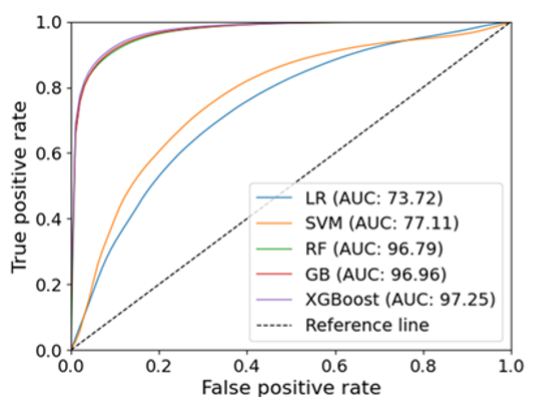 1.0
0.8
0.6
0.4
0.2
0.0
True positive rate
LR (AUC: 73.72)
SVM (AUC: 77.11)
RF (AUC: 96.79)
GB (AUC: 96.96)
XGBoost (AUC: 97.25)
Reference line
0.0 0.2 0.4 0.6 0.8 1.0
False positive rate